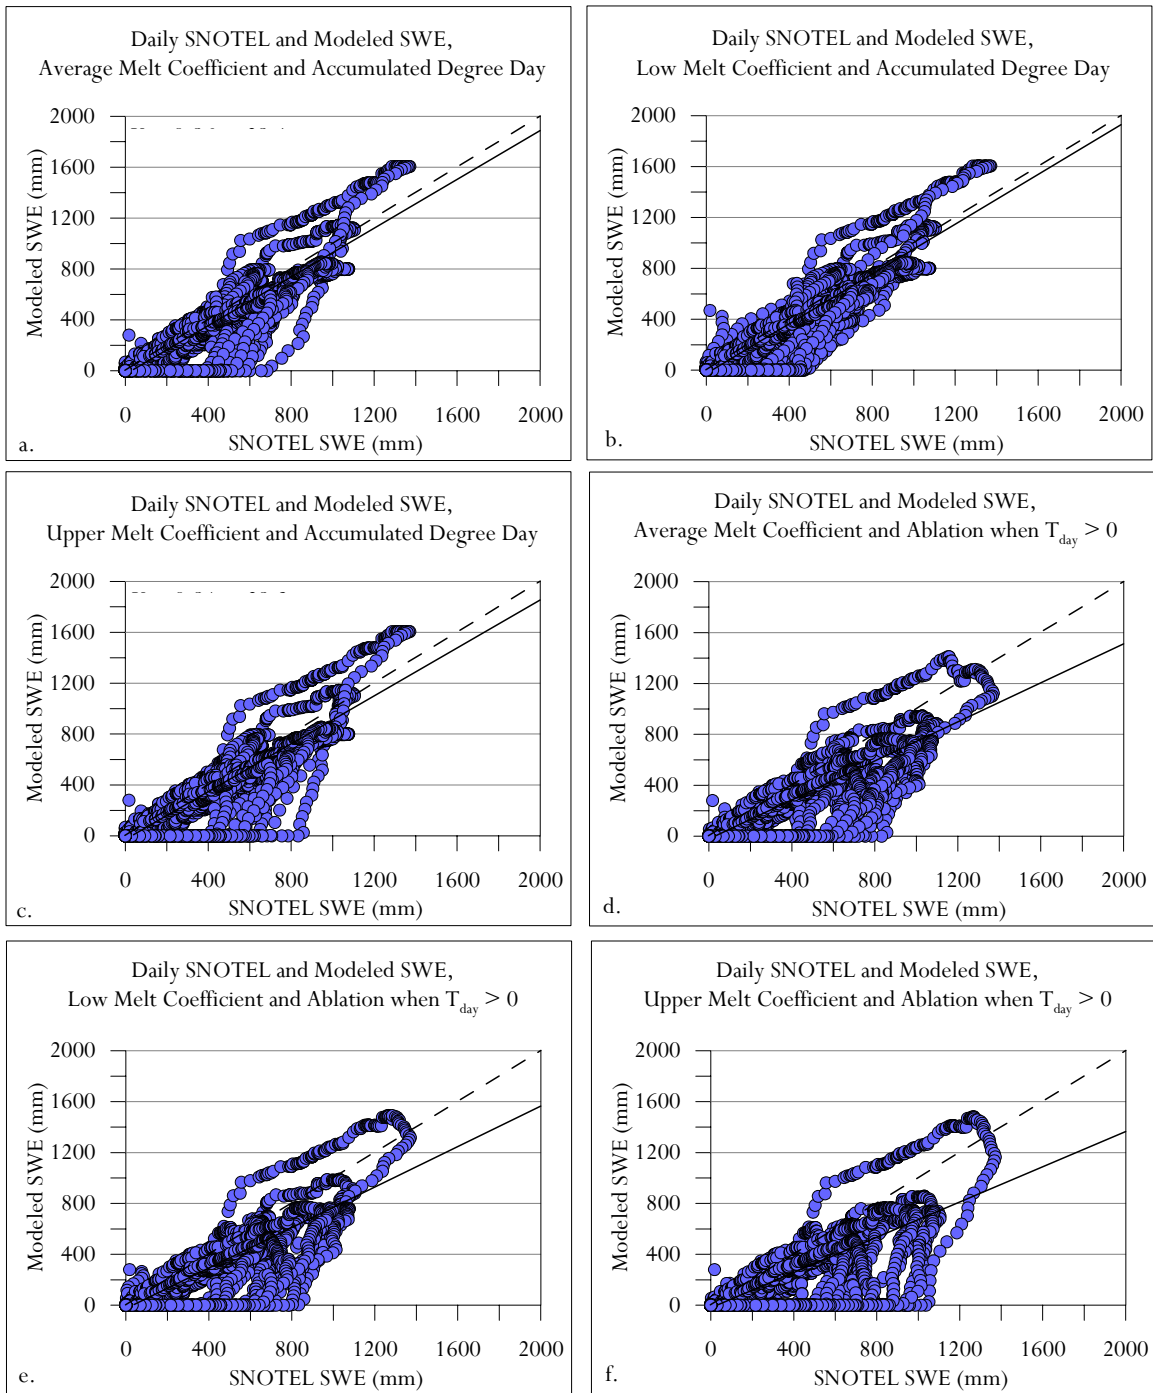 Daily SNOTEL and Modeled SWE,
Average Melt Coefficient and Accumulated Degree Day
2000
1600
1200
800
400
0
Modeled SWE (mm)
0 400 800 1200 1600 2000
SNOTEL SWE (mm)
a.
Daily SNOTEL and Modeled SWE,
Low Melt Coefficient and Accumulated Degree Day
2000
1600
1200
800
400
0
Modeled SWE (mm)
0 400 800 1200 1600 2000
SNOTEL SWE (mm)
b.
Daily SNOTEL and Modeled SWE,
Upper Melt Coefficient and Accumulated Degree Day
2000
1600
1200
800
400
0
Modeled SWE (mm)
0 400 800 1200 1600 2000
SNOTEL SWE (mm)
c.
Daily SNOTEL and Modeled SWE,
Average Melt Coefficient and Ablation when Tday > 0
2000
1600
1200
800
400
0
Modeled SWE (mm)
0 400 800 1200 1600 2000
SNOTEL SWE (mm)
d.
Daily SNOTEL and Modeled SWE,
Low Melt Coefficient and Ablation when Tday > 0
2000
1600
1200
800
400
0
Modeled SWE (mm)
0 400 800 1200 1600 2000
SNOTEL SWE (mm)
e.
Daily SNOTEL and Modeled SWE,
Upper Melt Coefficient and Ablation when Tday > 0
2000
1600
1200
800
400
0
Modeled SWE (mm)
0 400 800 1200 1600 2000
SNOTEL SWE (mm)
f.